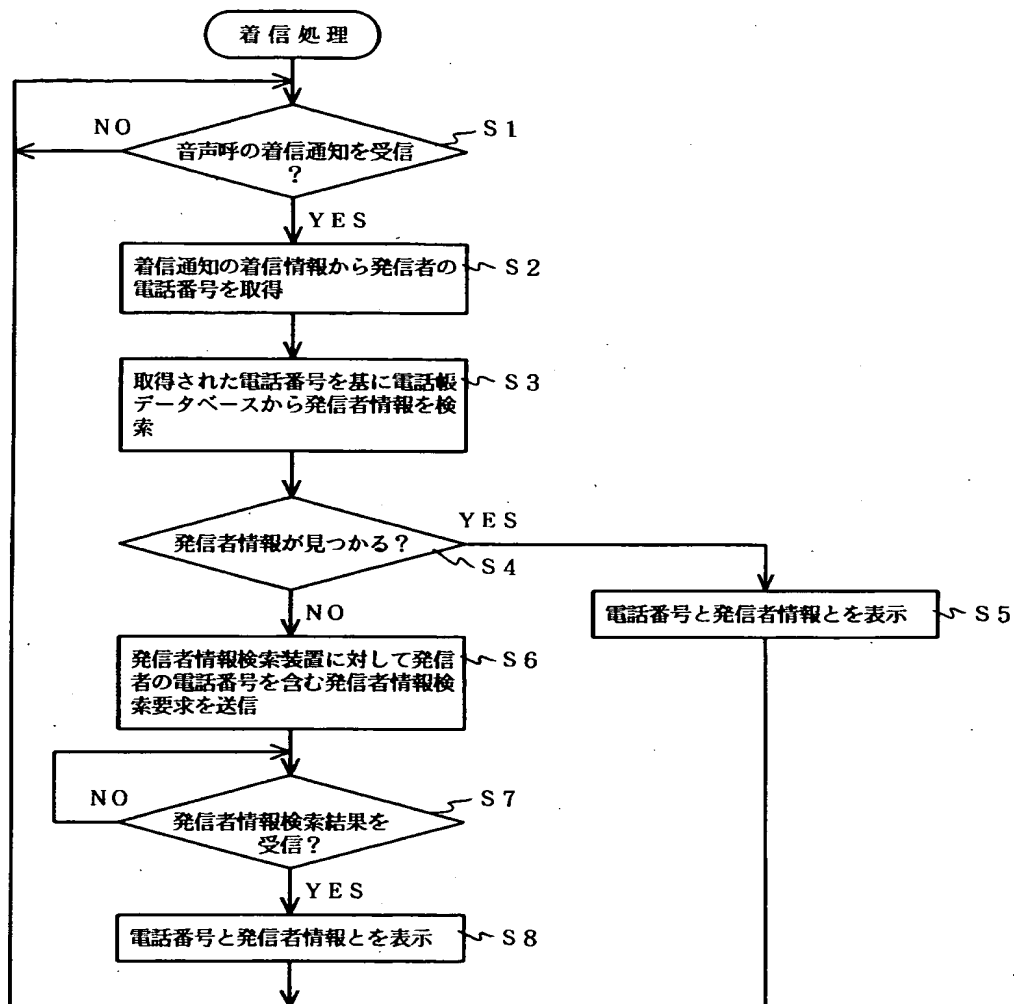 着信処理
NO
S1
音声呼の着信通知を受信
?
YES
着信通知の着信情報から発信者の
電話番号を取得
S2
取得された電話番号を基に電話帳
データベースから発信者情報を検
索
S3
YES
発信者情報が見つかる?
S4
NO
電話番号と発信者情報とを表示
S5
発信者情報検索装置に対して発信
者の電話番号を含む発信者情報検
索要求を送信
S6
NO
S7
発信者情報検索結果を
受信?
YES
電話番号と発信者情報とを表示
S8